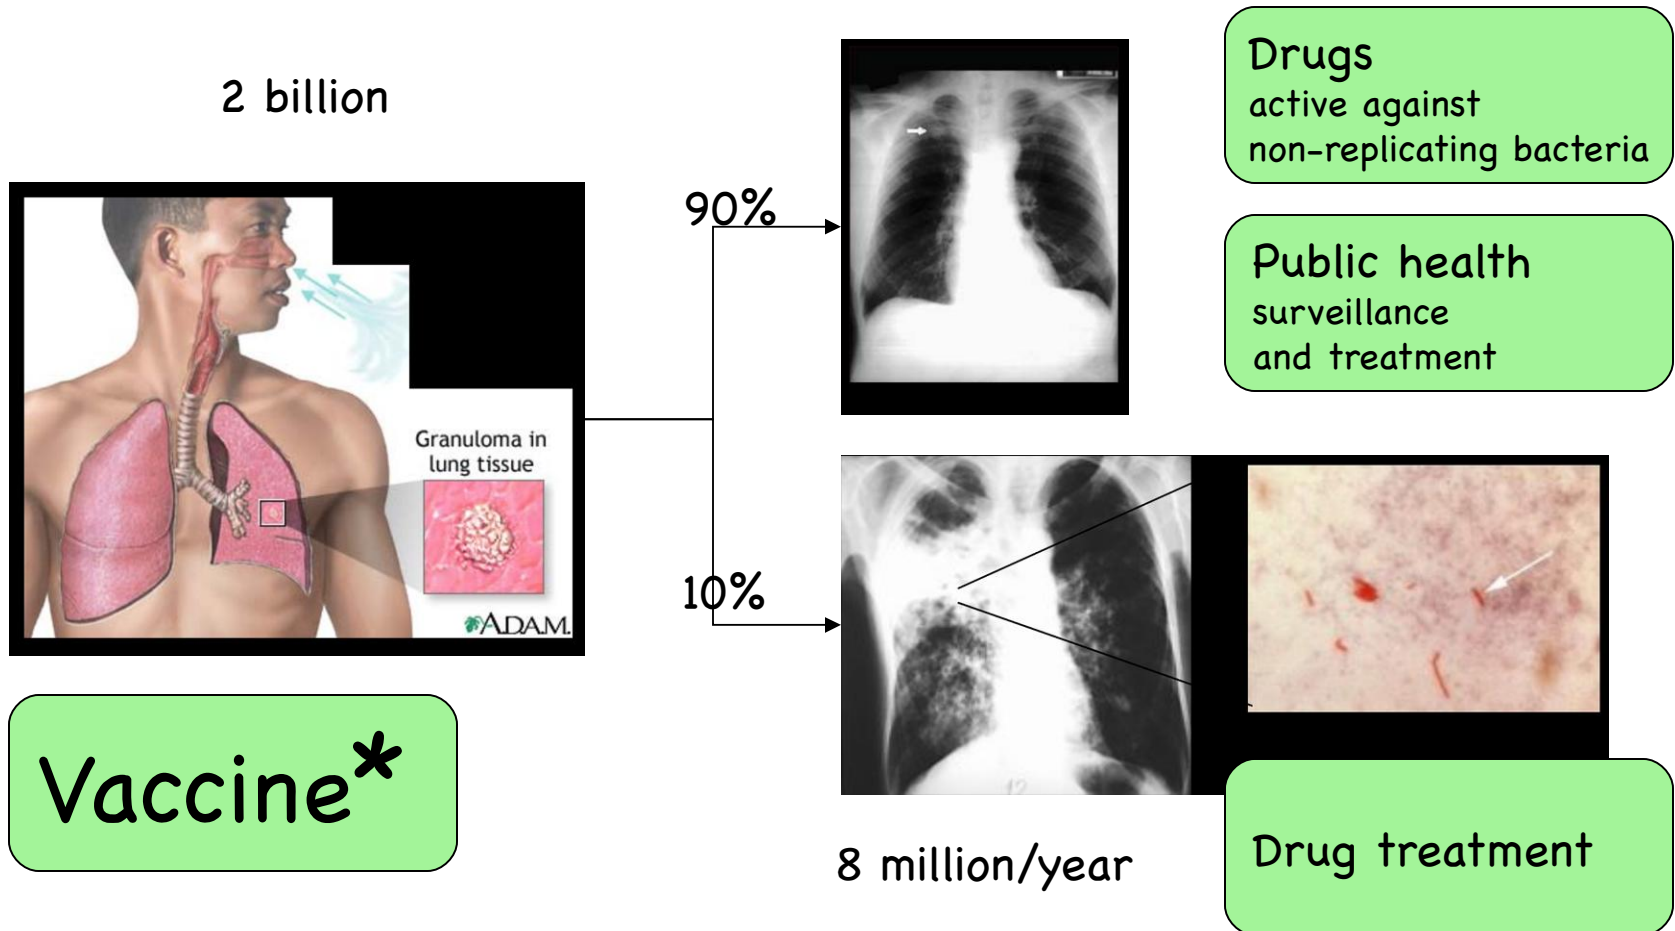 2 billion
Granuloma in
lung tissue
A.D.A.M.
Vaccine*
90%
10%
8 million/year
Drugs
active against
non-replicating bacteria
Public health
surveillance
and treatment
Drug treatment